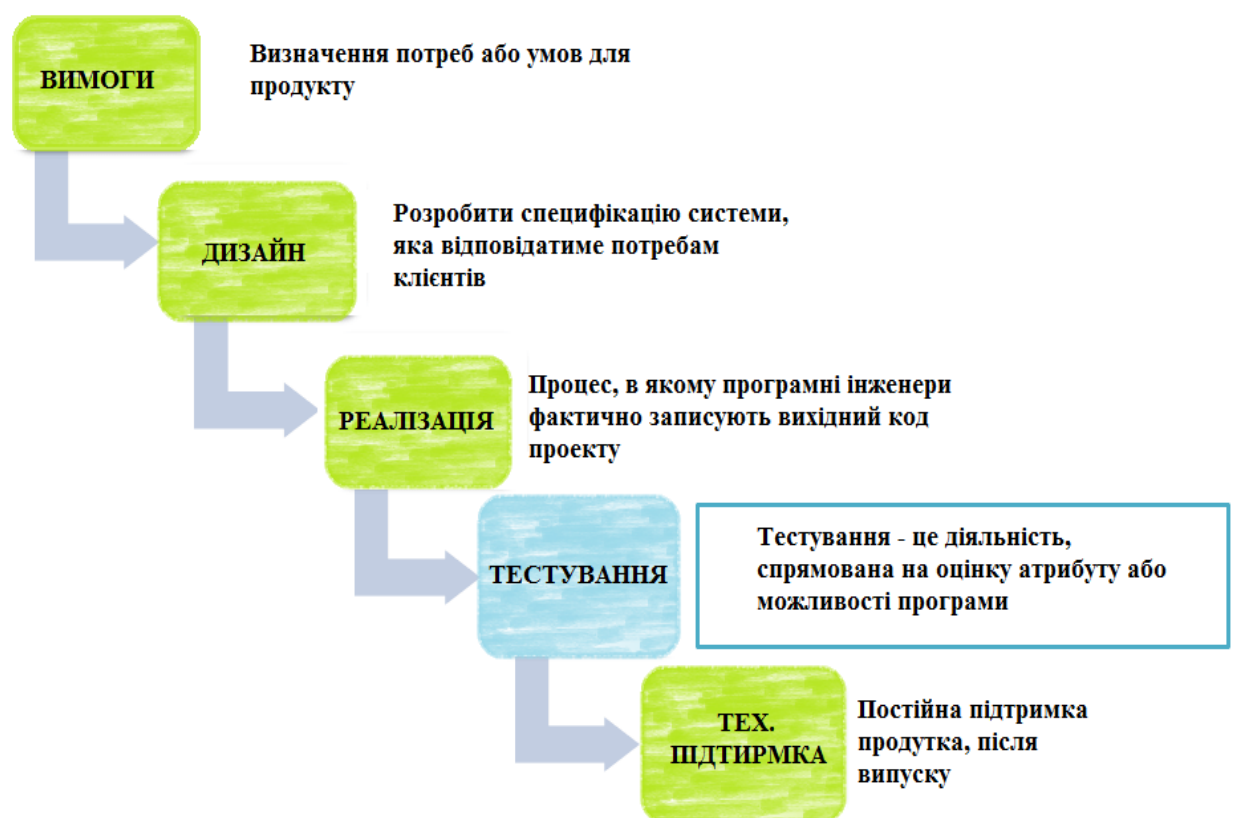 ВИМОГИ
Визначення потреб або умов для
продукту
ДИЗАЙН
Розробити специфікацію системи,
яка відповідатиме потребам
клієнтів
РЕАЛІЗАЦІЯ
Процес, в якому програмні інженери
фактично записують вихідний код
проекту
ТЕСТУВАННЯ
Тестування - це діяльність,
спрямована на оцінку атрибуту або
можливості програми
ТЕХ.
ПІДТИРМКА
Постійна підтримка
продутка, після
випуску